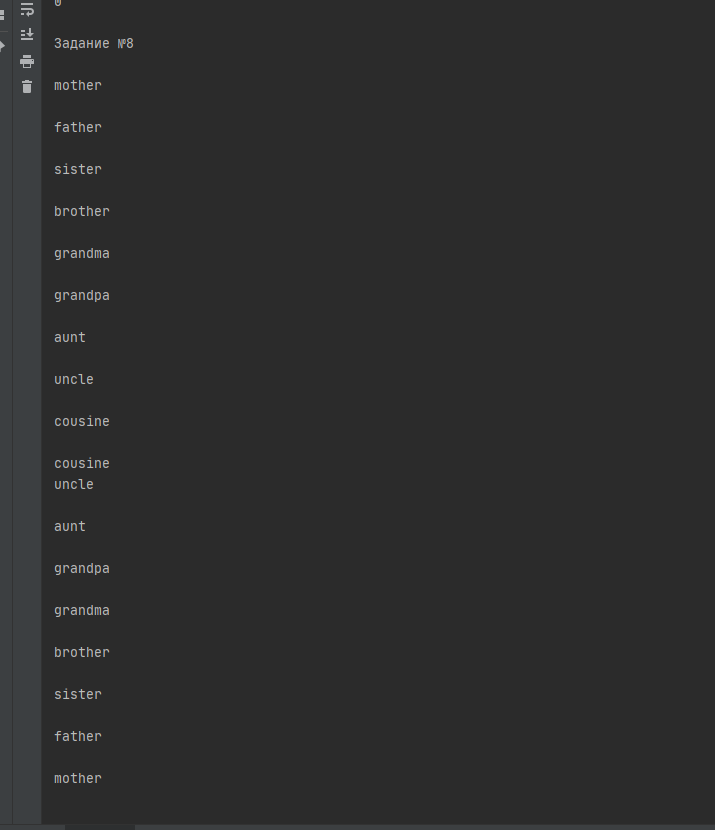 0
Задание №8
mother
father
sister
brother
grandma
grandpa
aunt
uncle
cousine
cousine
uncle
aunt
grandpa
grandma
brother
sister
father
mother